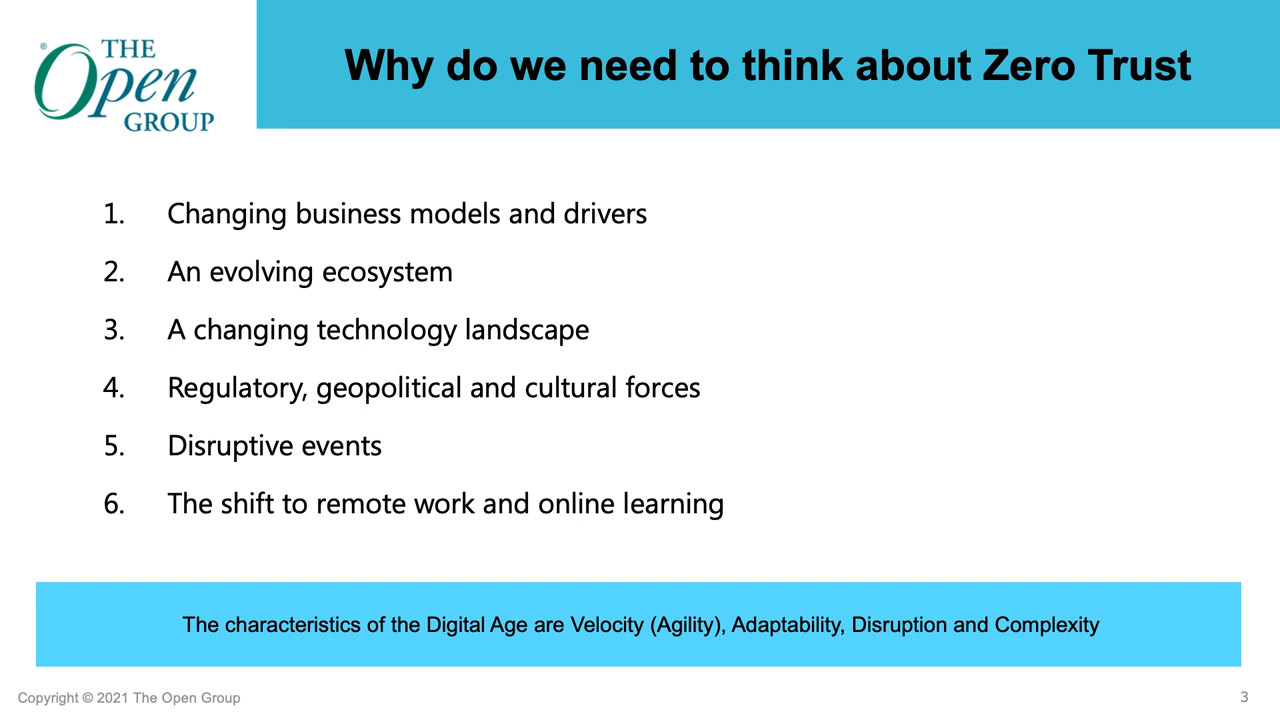 ® THE
Open
GROUP
Why do we need to think about Zero Trust
1. Changing business models and drivers
2. An evolving ecosystem
3. A changing technology landscape
4. Regulatory, geopolitical and cultural forces
5. Disruptive events
6. The shift to remote work and online learning
The characteristics of the Digital Age are Velocity (Agility), Adaptability, Disruption and Complexity
Copyright © 2021 The Open Group
3